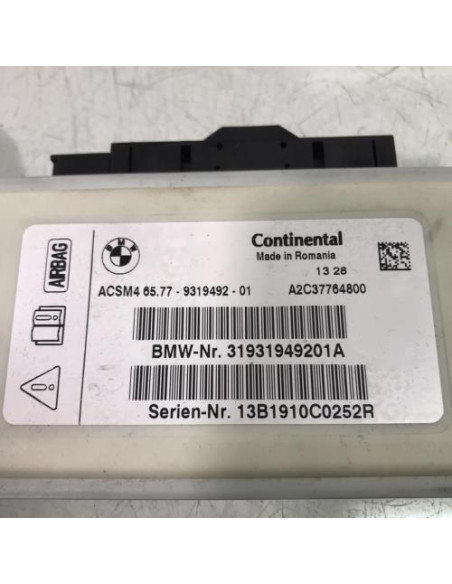 BMW
AIRBAG
Continental
Made in Romania
13 28
ACSM4 65.77 - 9319492 - 01
A2C37764800
BMW-Nr. 31931949201A
Serien-Nr. 13B1910C0252R